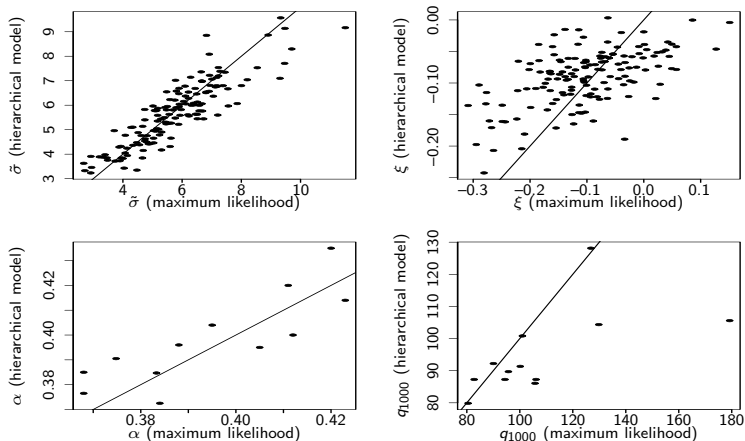 σ̃ (hierarchical model)
3 4 5 6 7 8 9
4 6 8 10
σ̃ (maximum likelihood)
ξ (hierarchical model)
−0.20 −0.10 0.00
−0.3 −0.2 −0.1 0.0 0.1
ξ (maximum likelihood)
α (hierarchical model)
0.38 0.40 0.42
0.38 0.40 0.42
α (maximum likelihood)
q1000 (hierarchical model)
80 90 100 110 120 130
80 100 120 140 160 180
q1000 (maximum likelihood)